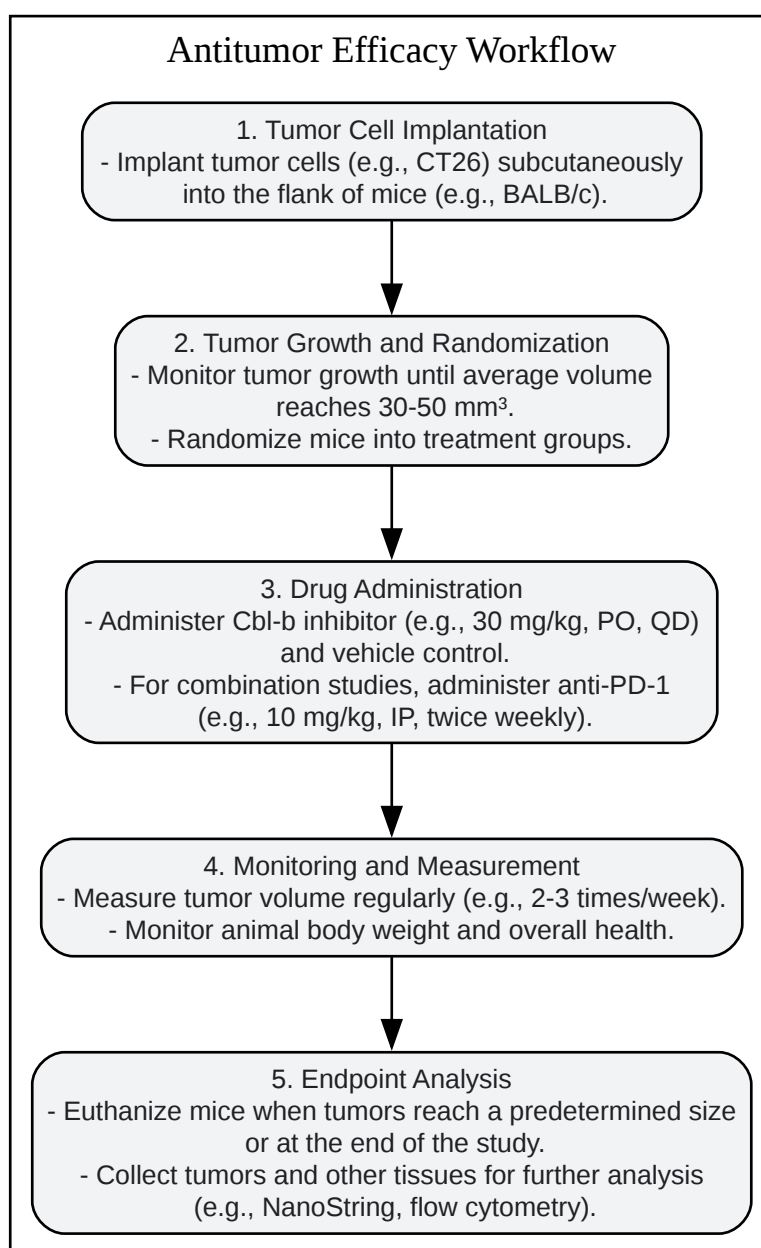 Antitumor Efficacy Workflow
1. Tumor Cell Implantation
- Implant tumor cells (e.g., CT26) subcutaneously
into the flank of mice (e.g., BALB/c).
2. Tumor Growth and Randomization
- Monitor tumor growth until average volume
reaches 30-50 mm³.
- Randomize mice into treatment groups.
3. Drug Administration
- Administer Cbl-b inhibitor (e.g., 30 mg/kg, PO, QD)
and vehicle control.
- For combination studies, administer anti-PD-1
(e.g., 10 mg/kg, IP, twice weekly).
4. Monitoring and Measurement
- Measure tumor volume regularly (e.g., 2-3 times/week).
- Monitor animal body weight and overall health.
5. Endpoint Analysis
- Euthanize mice when tumors reach a predetermined size
or at the end of the study.
- Collect tumors and other tissues for further analysis
(e.g., NanoString, flow cytometry).